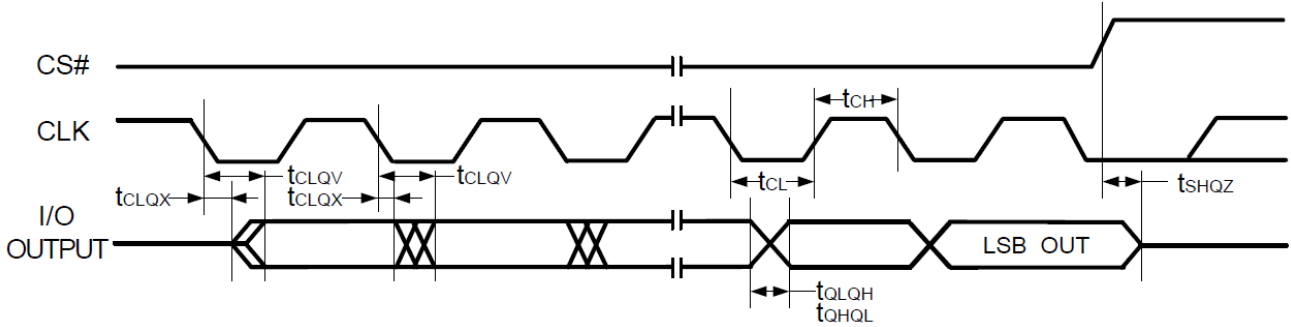 CS#
tCH
CLK
tCLQV
tCLQV
tCL
tCLQX
tCLQX
tSHQZ
I/O
OUTPUT
LSB OUT
tQLQH
tQHQL